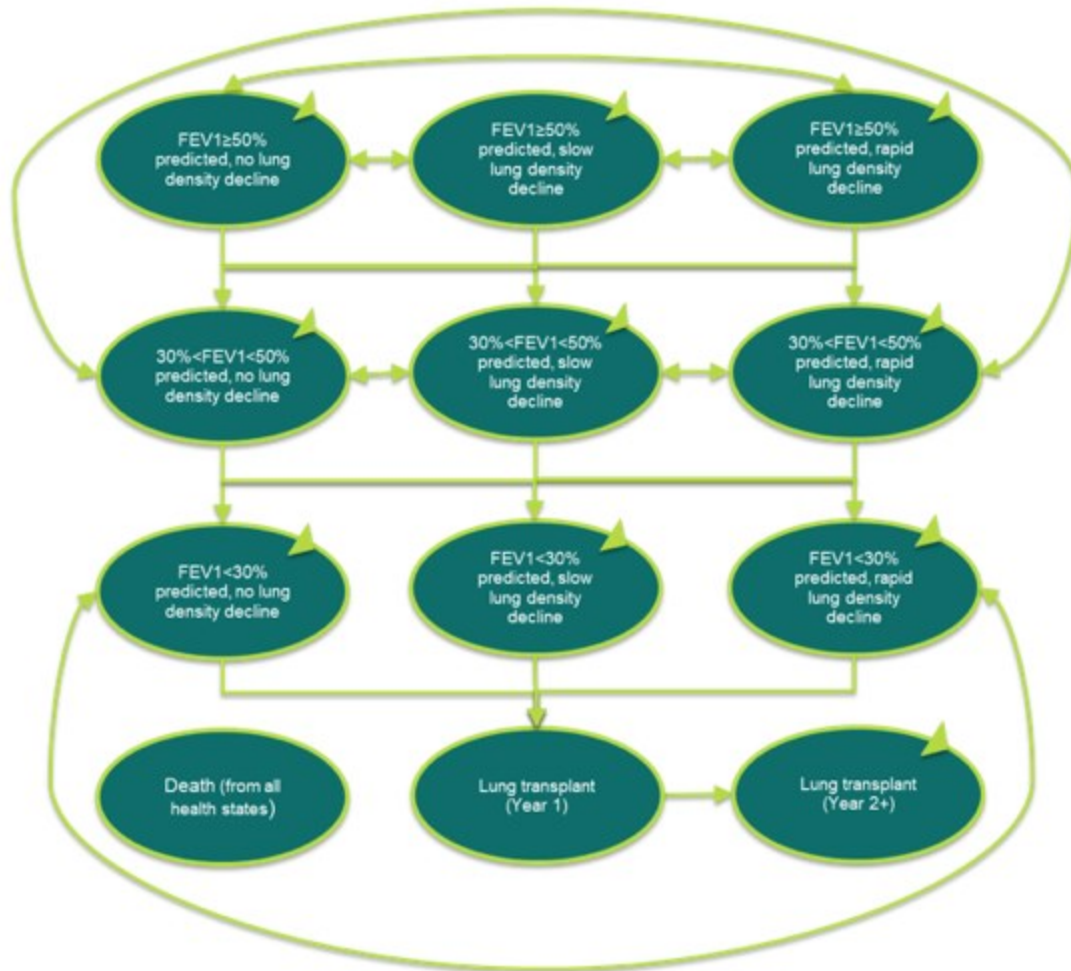 FEV1≥50%
predicted, no lung
density decline
FEV1≥50%
predicted, slow
lung density
decline
FEV1≥50%
predicted, rapid
lung density
decline
30%<FEV1<50%
predicted, no lung
density decline
30%<FEV1<50%
predicted, slow
lung density
decline
30%<FEV1<50%
predicted, rapid
lung density
decline
FEV1<30%
predicted, no lung
density decline
FEV1<30%
predicted, slow
lung density
decline
FEV1<30%
predicted, rapid
lung density
decline
Death (from all
health states)
Lung transplant
(Year 1)
Lung transplant
(Year 2+)